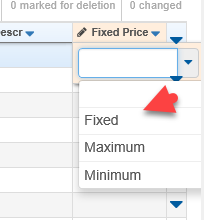 0 marked for deletion 0 changed
escr Fixed Price
Fixed
Maximum
Minimum